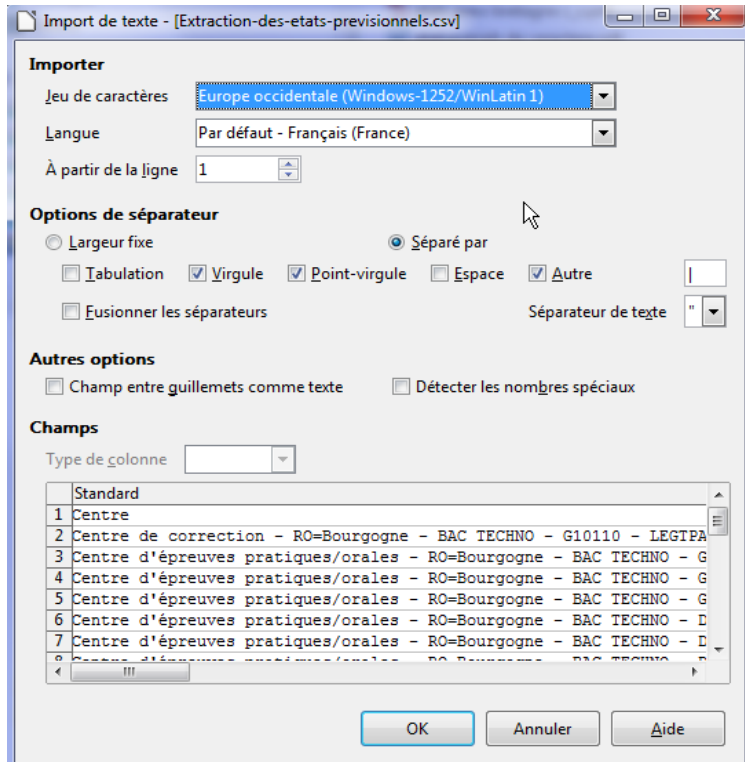 Import de texte - [Extraction-des-etats-previsionnels.csv]
Importer
Jeu de caractères Europe occidentale (Windows-1252/WinLatin 1)
Langue Par défaut - Français (France)
À partir de la ligne 1
Options de séparateur
Largeur fixe Séparé par
Tabulation Virgule Point-virgule Espace Autre |
Fusionner les séparateurs Séparateur de texte "
Autres options
Champ entre guillemets comme texte Détecter les nombres spéciaux
Champs
Type de colonne
Standard
1 Centre
2 Centre de correction - RO=Bourgogne - BAC TECHNO - G10110 - LEGTPA
3 Centre d'épreuves pratiques/orales - RO=Bourgogne - BAC TECHNO - G
4 Centre d'épreuves pratiques/orales - RO=Bourgogne - BAC TECHNO - G
5 Centre d'épreuves pratiques/orales - RO=Bourgogne - BAC TECHNO - G
6 Centre d'épreuves pratiques/orales - RO=Bourgogne - BAC TECHNO - D
7 Centre d'épreuves pratiques/orales - RO=Bourgogne - BAC TECHNO - D
OK Annuler Aide